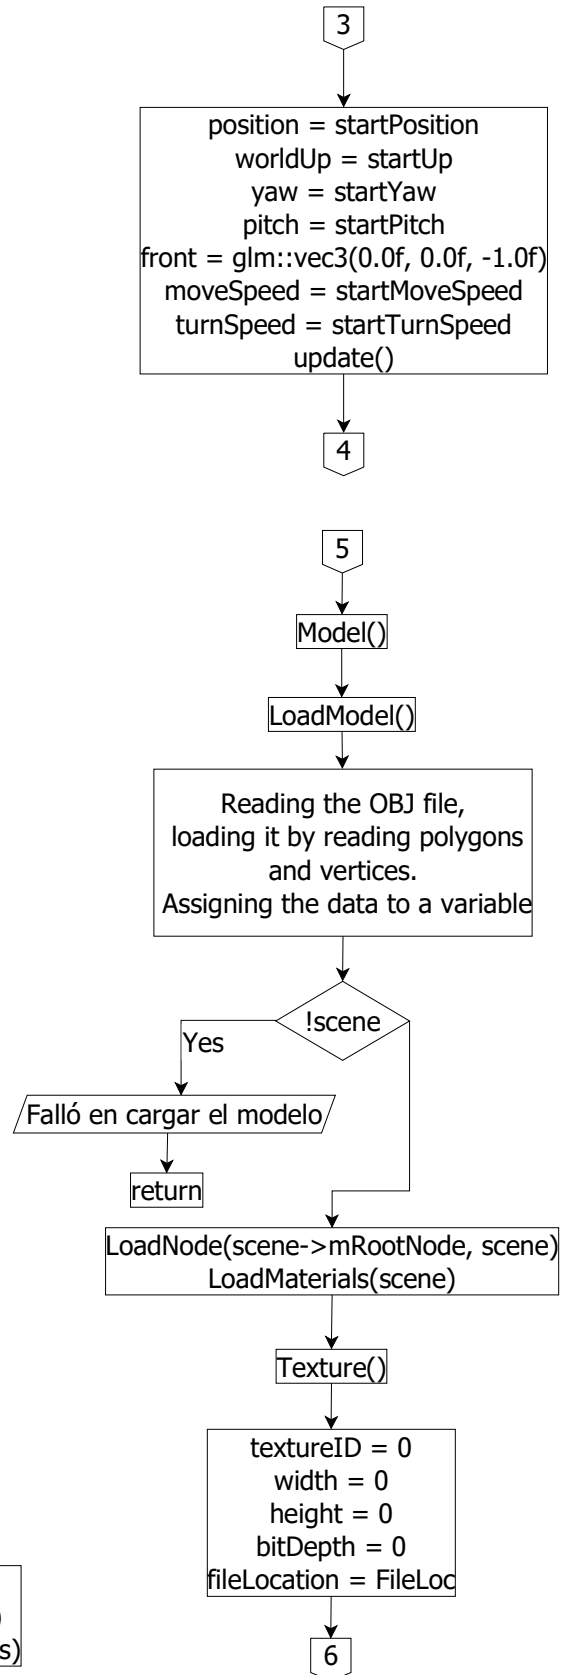 3
position = startPosition
worldUp = startUp
yaw = startYaw
pitch = startPitch
front = glm::vec3(0.0f, 0.0f, -1.0f)
moveSpeed = startMoveSpeed
turnSpeed = startTurnSpeed
update()
4
5
Model()
LoadModel()
Reading the OBJ file,
loading it by reading polygons
and vertices.
Assigning the data to a variable
!scene
Yes
Falló en cargar el modelo
return
LoadNode(scene->mRootNode, scene)
LoadMaterials(scene)
Texture()
textureID = 0
width = 0
height = 0
bitDepth = 0
fileLocation = FileLoc
)
s)
6